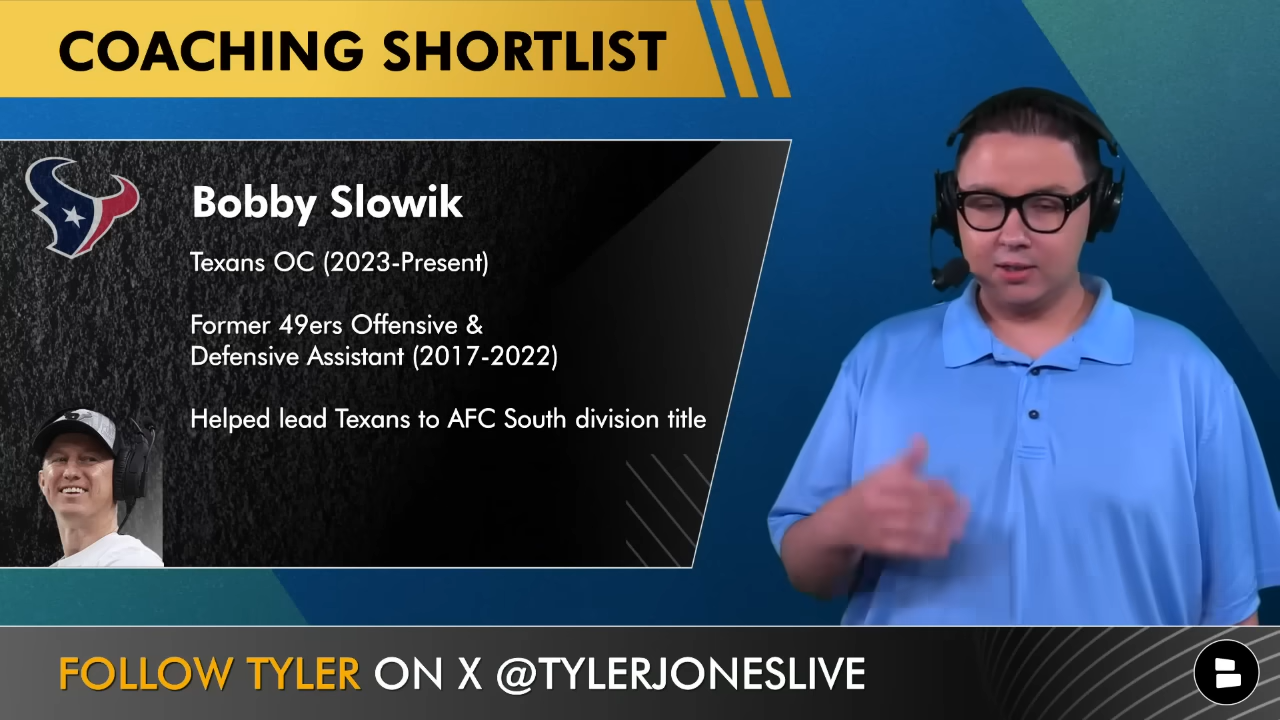 COACHING SHORTLIST
Bobby Slowik
Texans OC (2023-Present)
Former 49ers Offensive &
Defensive Assistant (2017-2022)
Helped lead Texans to AFC South division title
FOLLOW TYLER ON X @TYLERJONESLIVE